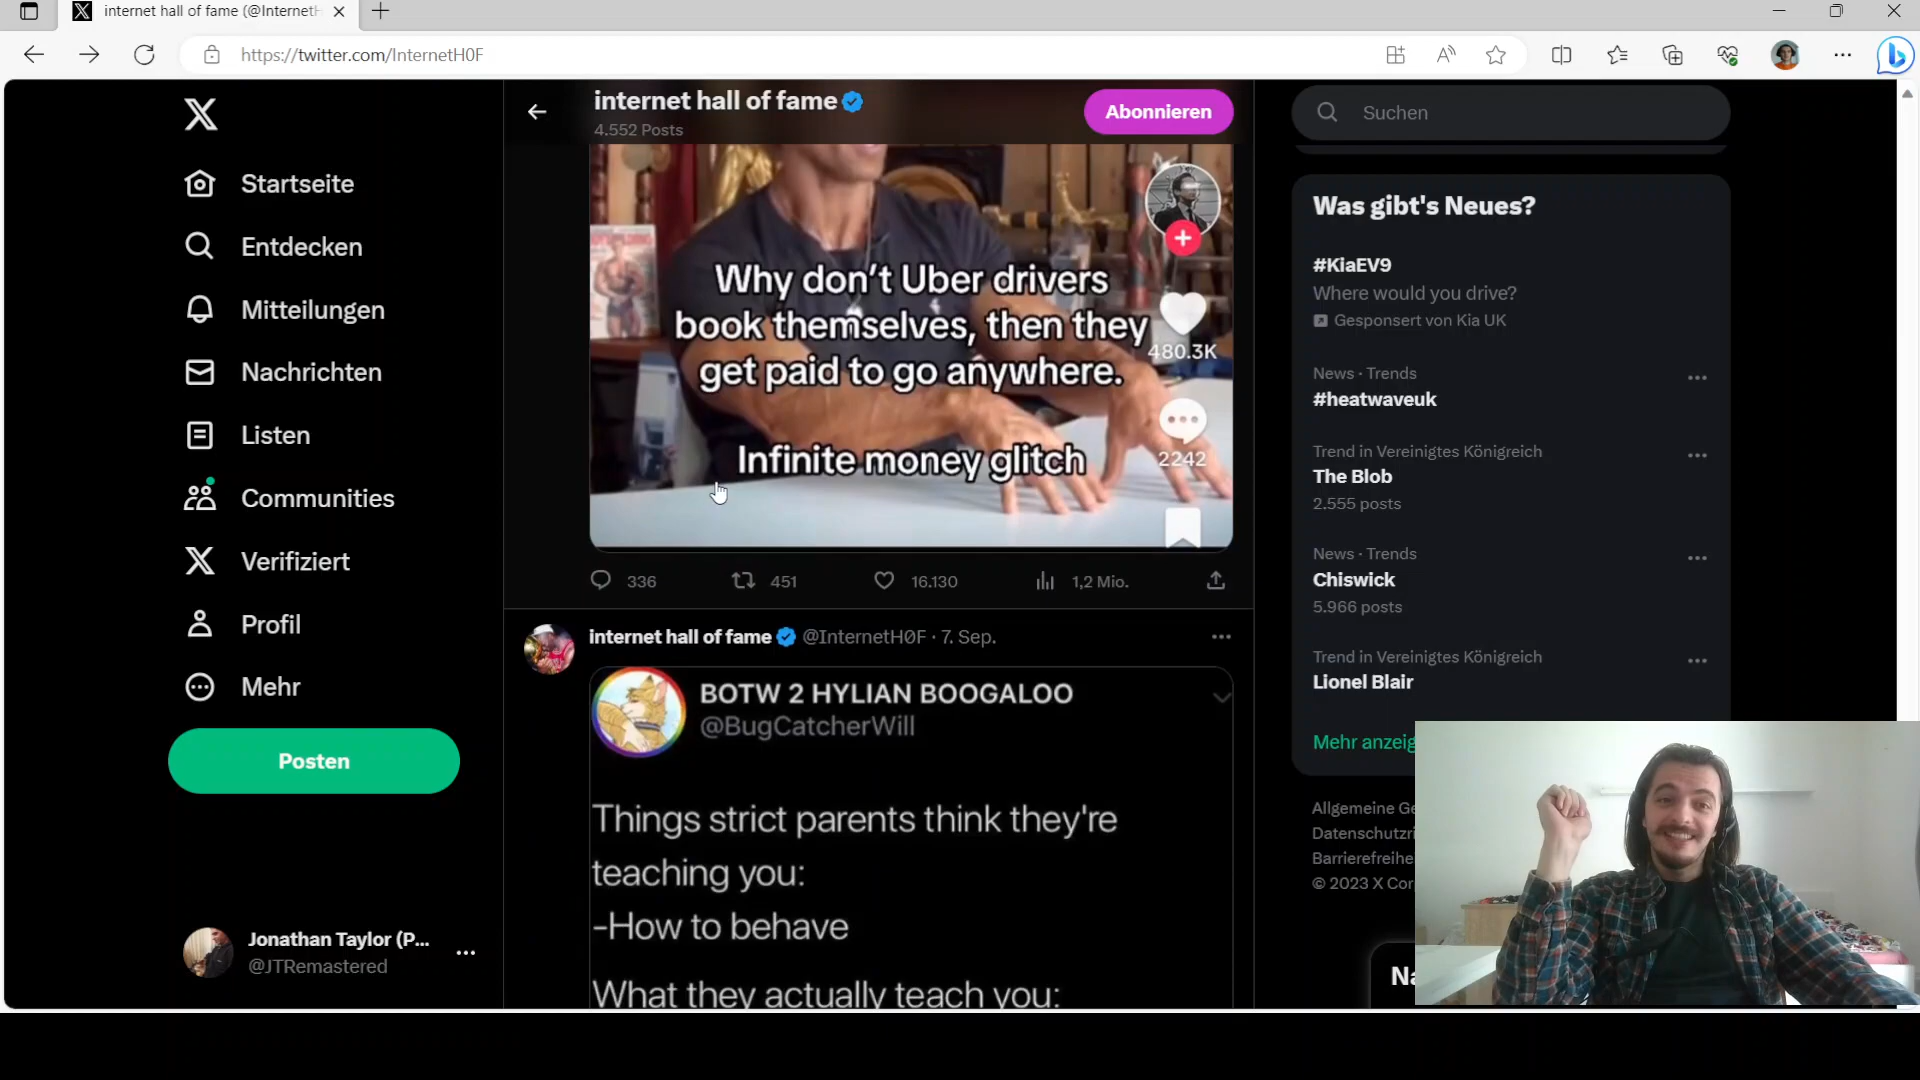 internet hall of fame (@InternetH
https://twitter.com/InternetH0F
Startseite
Entdecken
Mitteilungen
Nachrichten
Listen
Communities
Verifiziert
Profil
Mehr
Posten
Jonathan Taylor (P...
@JTRemastered
internet hall of fame
4.552 Posts
Abonnieren
Why don't Uber drivers
book themselves, then they
get paid to go anywhere.
Infinite money glitch
480.3K
2242
336
451
16.130
1,2 Mio.
internet hall of fame @InternetH0F · 7. Sep.
BOTW 2 HYLIAN BOOGALOO
@BugCatcherWill
Things strict parents think they're
teaching you:
-How to behave
What they actually teach you:
Suchen
Was gibt's Neues?
#KiaEV9
Where would you drive?
Gesponsert von Kia UK
News · Trends
#heatwaveuk
Trend in Vereinigtes Königreich
The Blob
2.555 posts
News · Trends
Chiswick
5.966 posts
Trend in Vereinigtes Königreich
Lionel Blair
Mehr anzeig
Allgemeine Ge
Datenschutzri
Barrierefreihe
© 2023 X Cor
Na